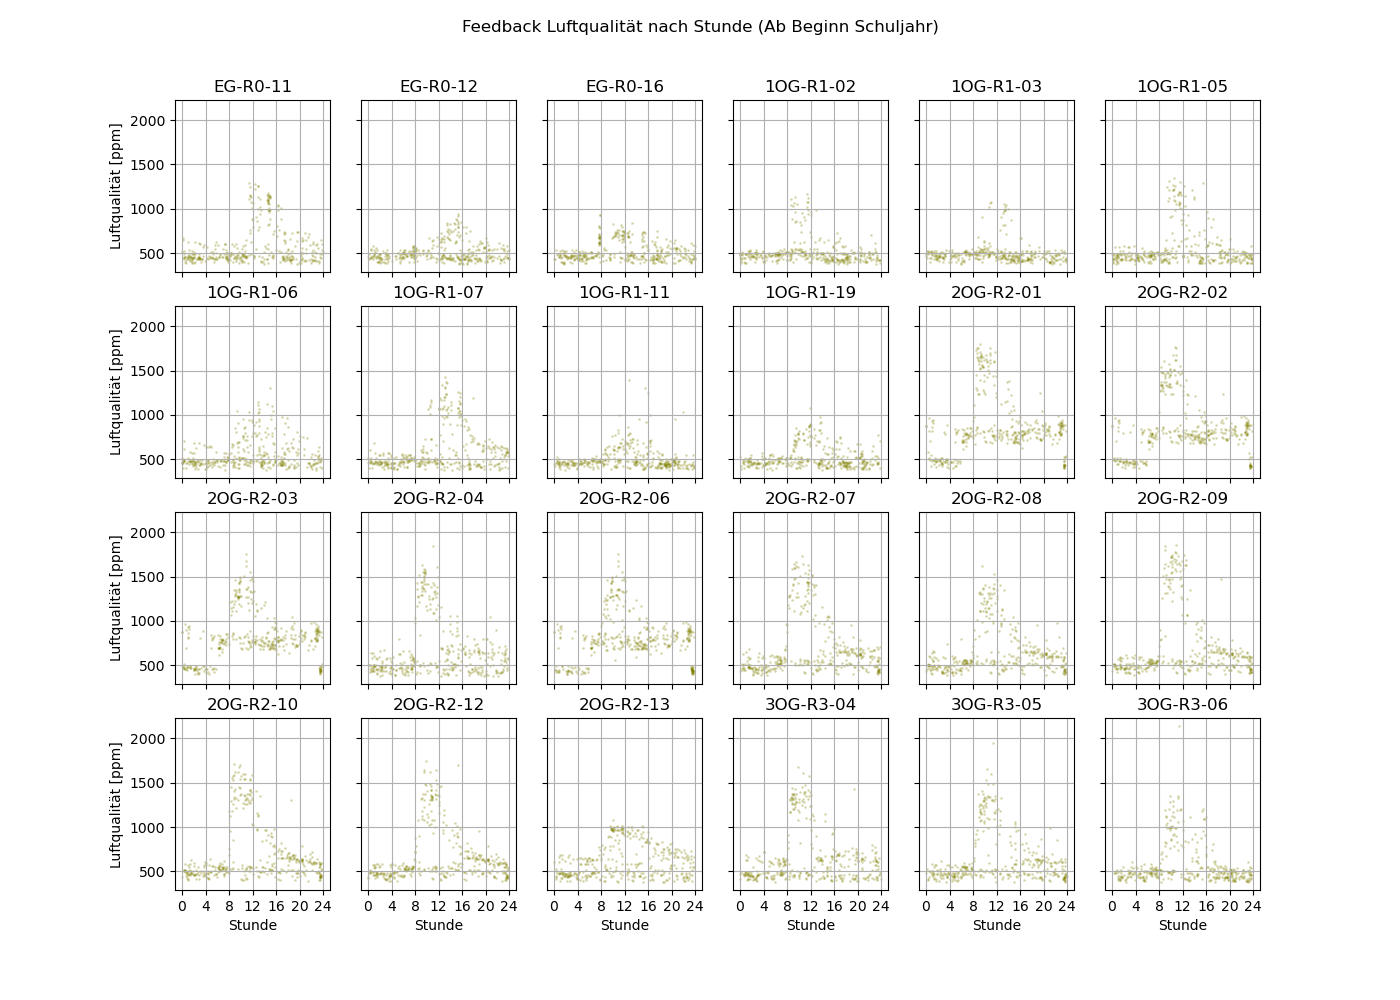 Feedback Luftqualität nach Stunde (Ab Beginn Schuljahr)
EG-R0-11 EG-R0-12 EG-R0-16 1OG-R1-02 1OG-R1-03 1OG-R1-05
2000
1500
1000
500
Luftqualität [ppm]
1OG-R1-06 1OG-R1-07 1OG-R1-11 1OG-R1-19 2OG-R2-01 2OG-R2-02
2000
1500
1000
500
Luftqualität [ppm]
2OG-R2-03 2OG-R2-04 2OG-R2-06 2OG-R2-07 2OG-R2-08 2OG-R2-09
2000
1500
1000
500
Luftqualität [ppm]
2OG-R2-10 2OG-R2-12 2OG-R2-13 3OG-R3-04 3OG-R3-05 3OG-R3-06
2000
1500
1000
500
Luftqualität [ppm]
0 4 8 12 16 20 24 0 4 8 12 16 20 24 0 4 8 12 16 20 24 0 4 8 12 16 20 24 0 4 8 12 16 20 24 0 4 8 12 16 20 24
Stunde Stunde Stunde Stunde Stunde Stunde